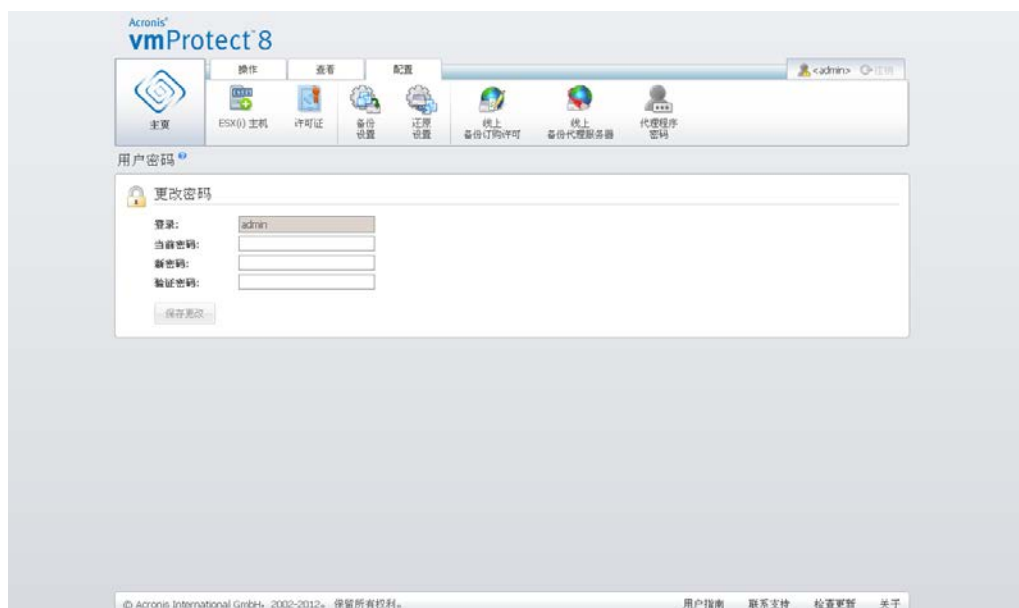 Acronis®
vmProtect 8
操作 查看 配置
<admin> 注销
主页
ESX(i) 主机
许可证
备份
设置
还原
设置
线上
备份订购许可
线上
备份代理服务器
代理程序
密码
用户密码
更改密码
登录: admin
当前密码:
新密码:
验证密码:
保存更改
© Acronis International GmbH。 2002-2012。 保留所有权利。
用户指南 联系支持 检查更新 关于